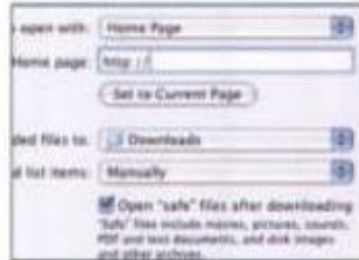 open with: Home Page
Home page: http://
Set to Current Page
ded files to: Downloads
d list items: Manually
Open "safe" files after downloading
"Safe" files include movies, pictures, sounds,
PDF and text documents, and disk images
and other archives.